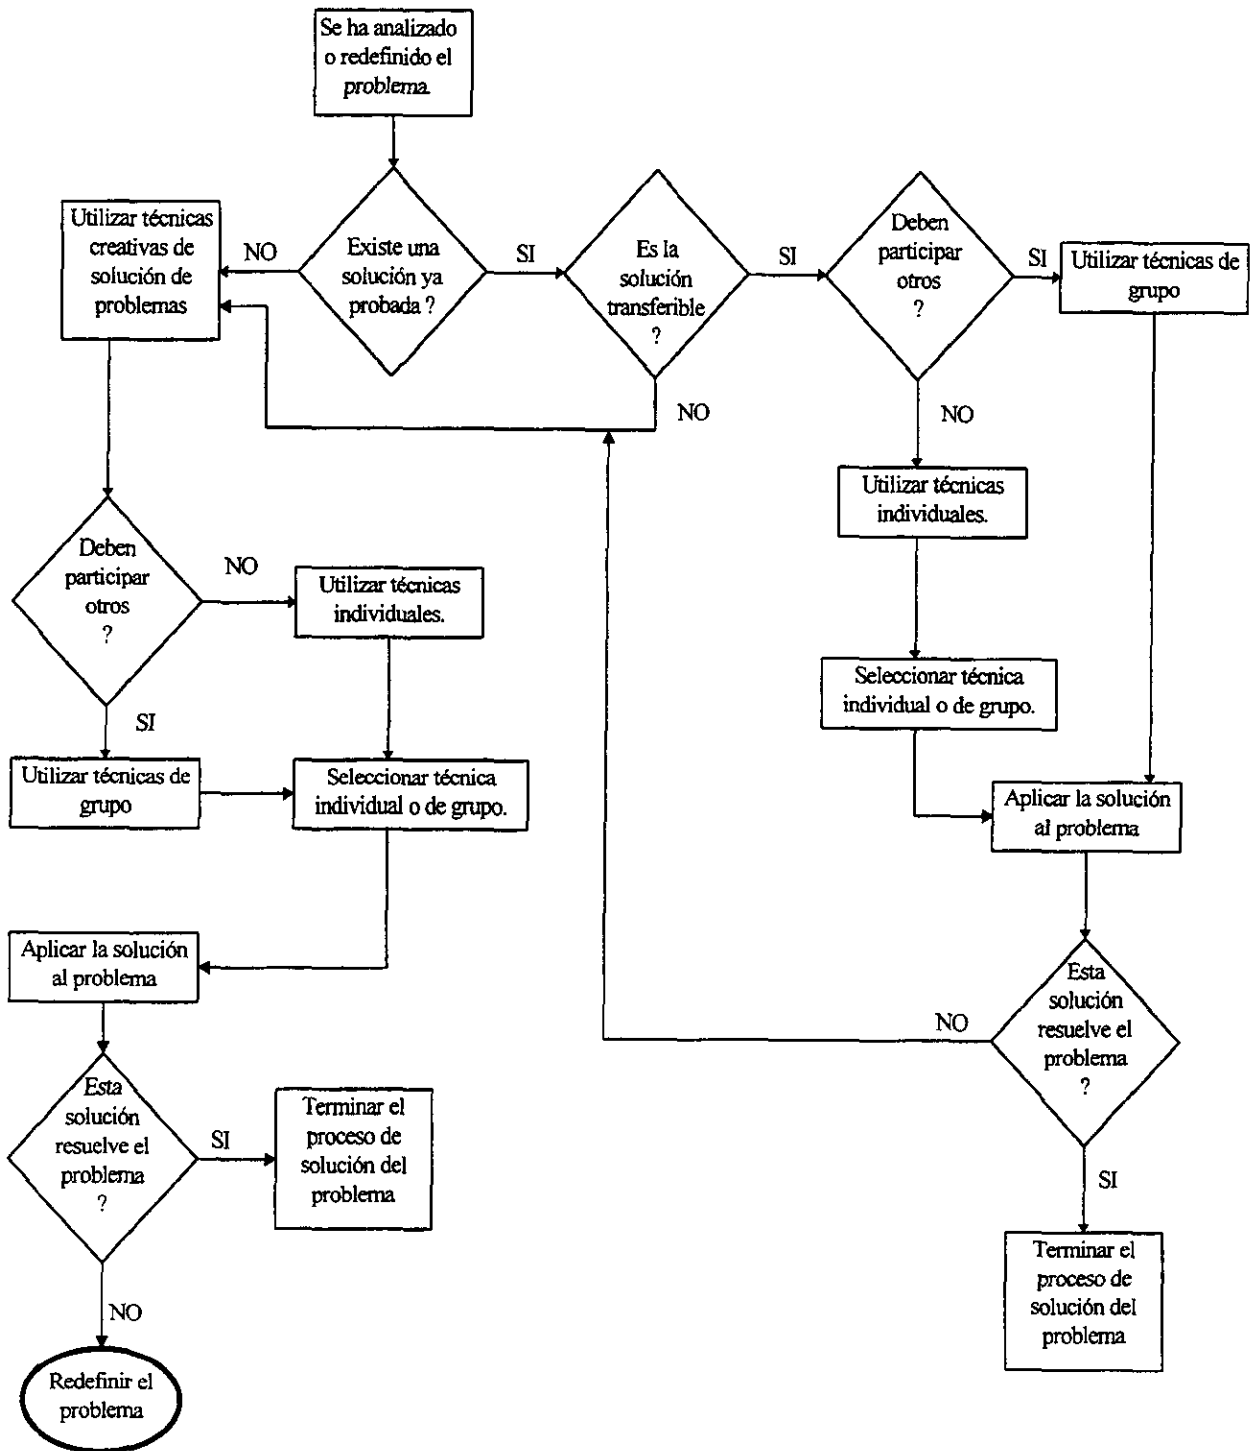 Se ha analizado
o redefinido el
problema.
Utilizar técnicas
creativas de
solución de
problemas
NO
Existe una
solución ya
probada ?
SI
Es la
solución
transferible
?
SI
Deben
participar
otros
?
SI
Utilizar técnicas de
grupo
NO
NO
Utilizar técnicas
individuales.
Seleccionar técnica
individual o de grupo.
Deben
participar
otros
?
NO
Utilizar técnicas
individuales.
SI
Utilizar técnicas de
grupo
Seleccionar técnica
individual o de grupo.
Aplicar la solución
al problema
Aplicar la solución
al problema
Esta
solución
resuelve el
problema
?
NO
SI
Terminar el
proceso de
solución del
problema
Esta
solución
resuelve el
problema
?
SI
Terminar el
proceso de
solución del
problema
NO
Redefinir el
problema